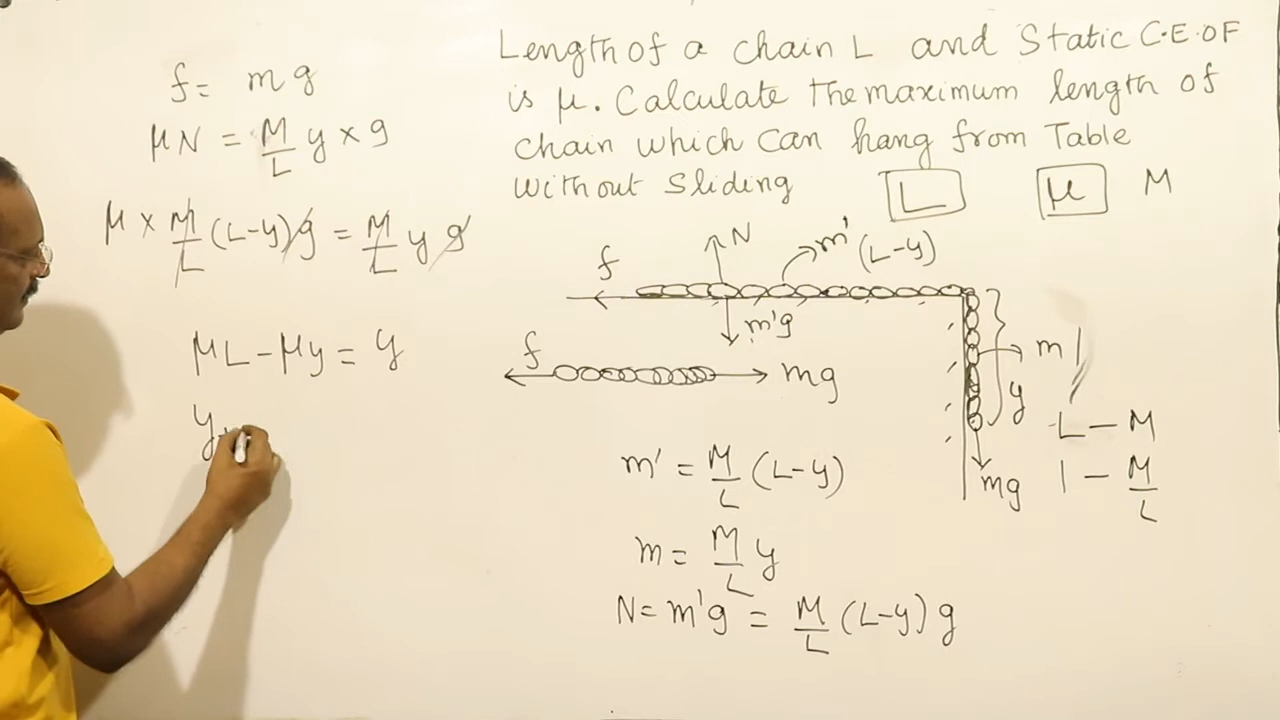 Length of a chain L and Static C.E.OF
is μ. Calculate the maximum length of
chain which can hang from Table
without sliding L μ M
f = mg
μN = M/L y × g
μ × M/L (L-y) g = M/L y g
μL - μy = y
y +
N
m' (L-y)
f
m'g
f
mg
m
y
mg
L - M
1 - M/L
m' = M/L (L-y)
m = M/L y
N = m'g = M/L (L-y) g